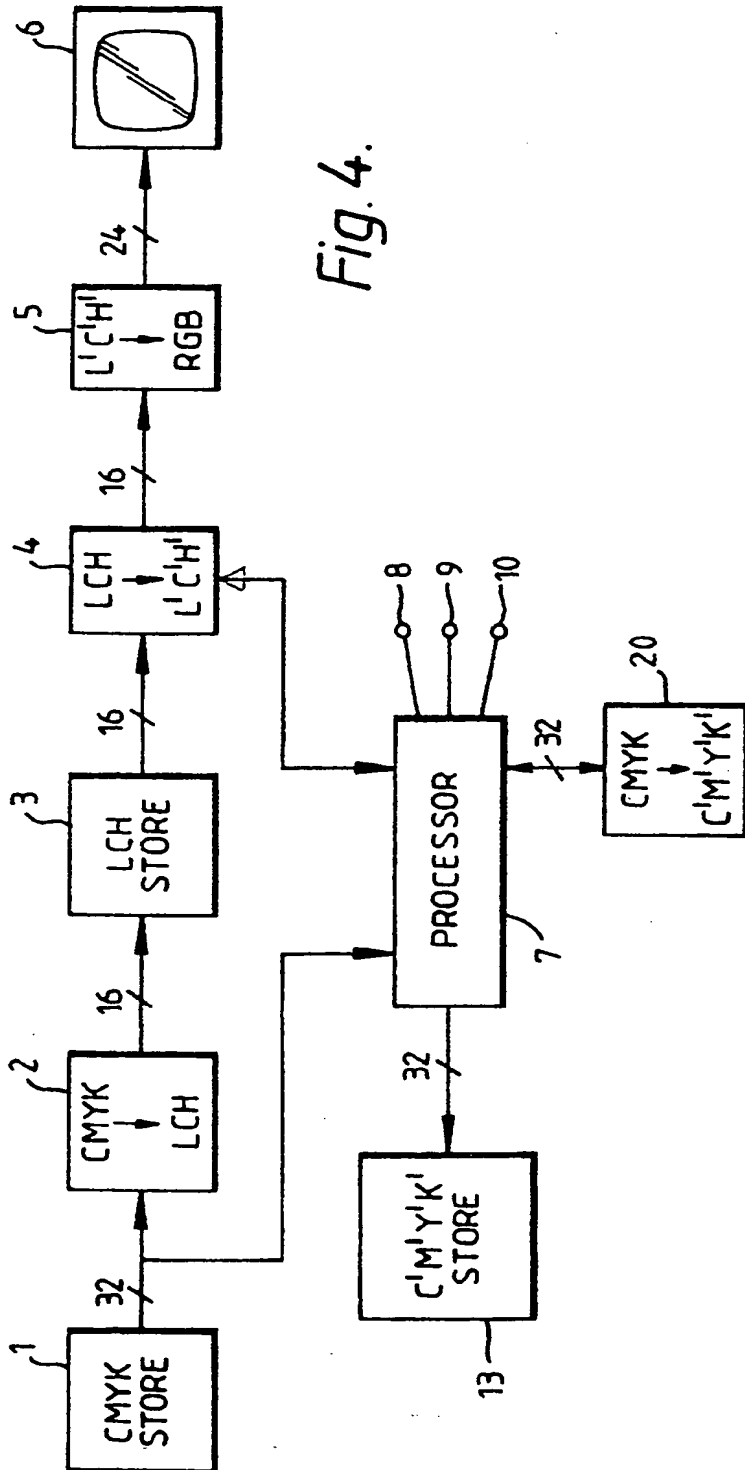 1
CMYK
STORE
32
2
CMYK
LCH
16
3
LCH
STORE
16
4
LCH
L'C'H'
16
5
L'C'H'
RGB
24
6
Fig. 4.
8
9
10
PROCESSOR
7
32
20
CMYK
C'M'Y'K'
32
C'M'Y'K'
STORE
13